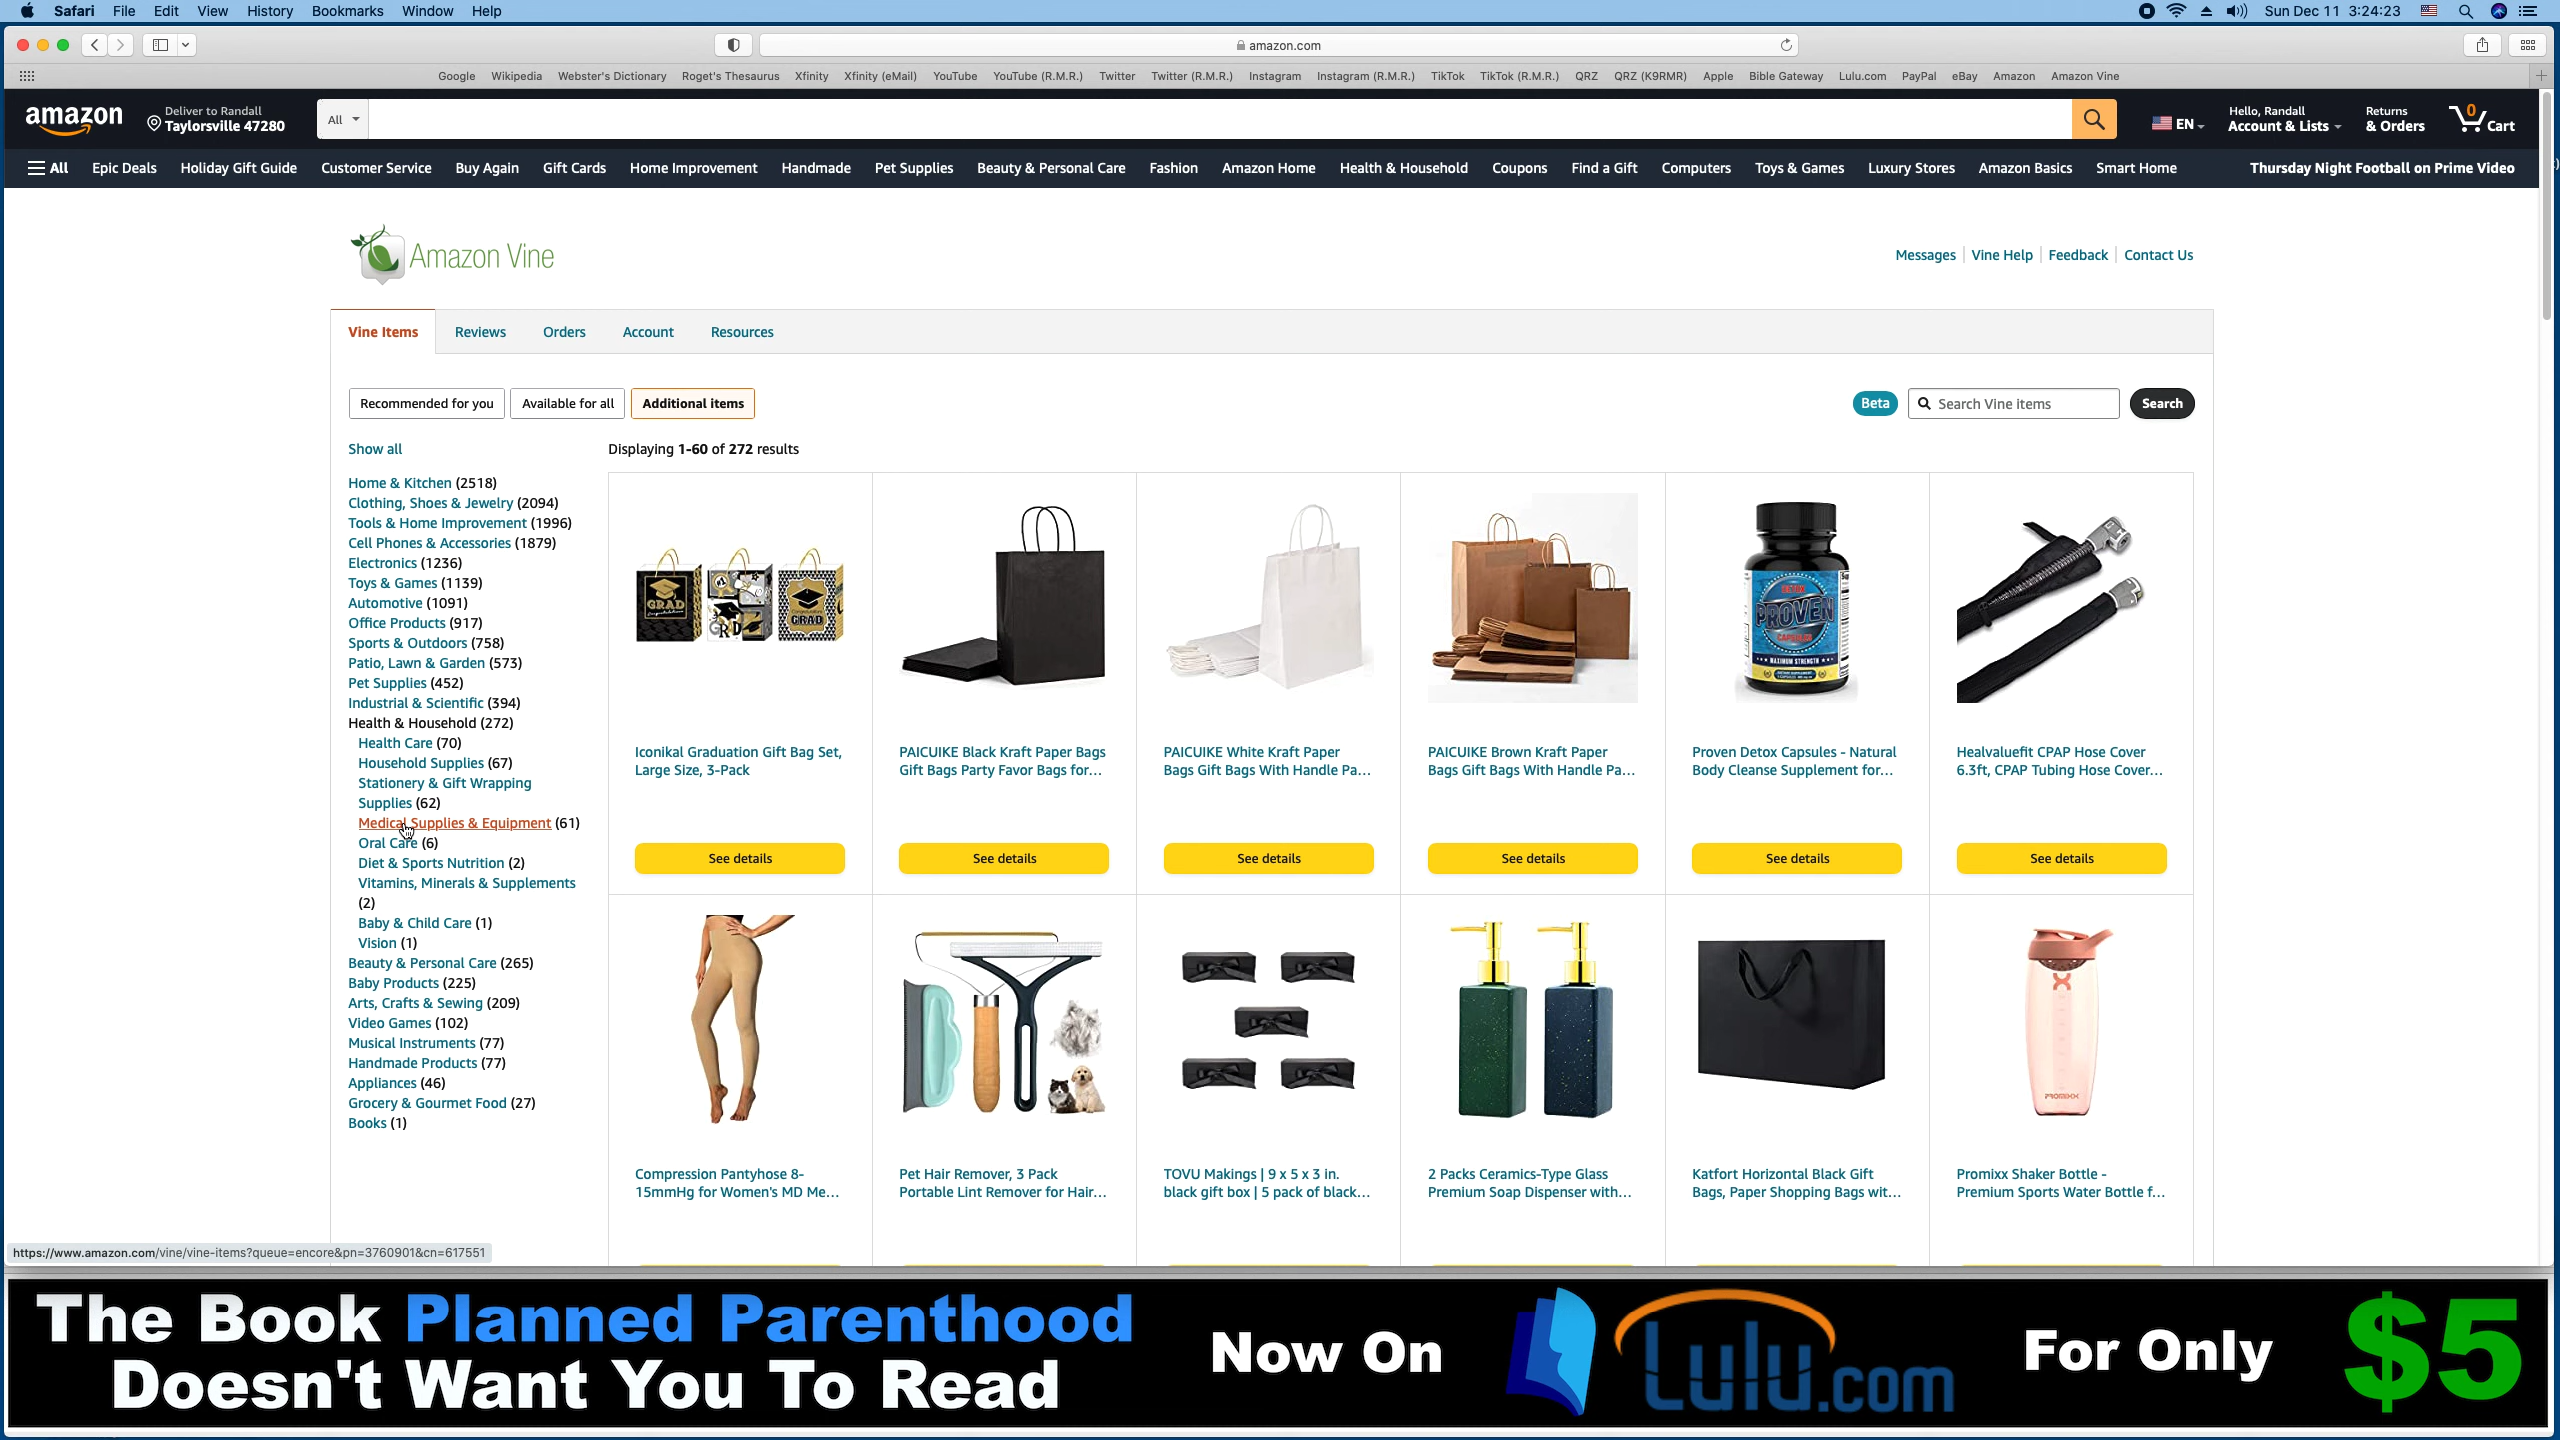 Safari File Edit View History Bookmarks Window Help
Sun Dec 11 3:24:23
amazon.com
Google Wikipedia Webster's Dictionary Roget's Thesaurus Xfinity Xfinity (eMail) YouTube YouTube (R.M.R.) Twitter Twitter (R.M.R.) Instagram Instagram (R.M.R.) TikTok TikTok (R.M.R.) QRZ QRZ (K9RMR) Apple Bible Gateway Lulu.com PayPal eBay Amazon Amazon Vine
amazon
Deliver to Randall
Taylorsville 47280
All
EN
Hello, Randall
Account & Lists
Returns
& Orders
0
Cart
All Epic Deals Holiday Gift Guide Customer Service Buy Again Gift Cards Home Improvement Handmade Pet Supplies Beauty & Personal Care Fashion Amazon Home Health & Household Coupons Find a Gift Computers Toys & Games Luxury Stores Amazon Basics Smart Home Thursday Night Football on Prime Video
Amazon Vine
Messages Vine Help Feedback Contact Us
Vine Items Reviews Orders Account Resources
Recommended for you Available for all Additional items
Beta Search Vine items Search
Show all
Displaying 1-60 of 272 results
Home & Kitchen (2518)
Clothing, Shoes & Jewelry (2094)
Tools & Home Improvement (1996)
Cell Phones & Accessories (1879)
Electronics (1236)
Toys & Games (1139)
Automotive (1091)
Office Products (917)
Sports & Outdoors (758)
Patio, Lawn & Garden (573)
Pet Supplies (452)
Industrial & Scientific (394)
Health & Household (272)
Health Care (70)
Household Supplies (67)
Stationery & Gift Wrapping
Supplies (62)
Medical Supplies & Equipment (61)
Oral Care (6)
Diet & Sports Nutrition (2)
Vitamins, Minerals & Supplements
(2)
Baby & Child Care (1)
Vision (1)
Beauty & Personal Care (265)
Baby Products (225)
Arts, Crafts & Sewing (209)
Video Games (102)
Musical Instruments (77)
Handmade Products (77)
Appliances (46)
Grocery & Gourmet Food (27)
Books (1)
GRAD
GRAD
DETOX
PROVEN
CAPSULES
MAXIMUM STRENGTH
Iconikal Graduation Gift Bag Set,
Large Size, 3-Pack
PAICUIKE Black Kraft Paper Bags
Gift Bags Party Favor Bags for...
PAICUIKE White Kraft Paper
Bags Gift Bags With Handle Pa...
PAICUIKE Brown Kraft Paper
Bags Gift Bags With Handle Pa...
Proven Detox Capsules - Natural
Body Cleanse Supplement for...
Healvaluefit CPAP Hose Cover
6.3ft, CPAP Tubing Hose Cover...
See details See details See details See details See details See details
PROMIXX
Compression Pantyhose 8-
15mmHg for Women's MD Me...
Pet Hair Remover, 3 Pack
Portable Lint Remover for Hair...
TOVU Makings | 9 x 5 x 3 in.
black gift box | 5 pack of black...
2 Packs Ceramics-Type Glass
Premium Soap Dispenser with...
Katfort Horizontal Black Gift
Bags, Paper Shopping Bags wit...
Promixx Shaker Bottle -
Premium Sports Water Bottle f...
https://www.amazon.com/vine/vine-items?queue=encore&pn=3760901&cn=617551
The Book Planned Parenthood
Doesn't Want You To Read
Now On
Lulu.com
For Only
$5